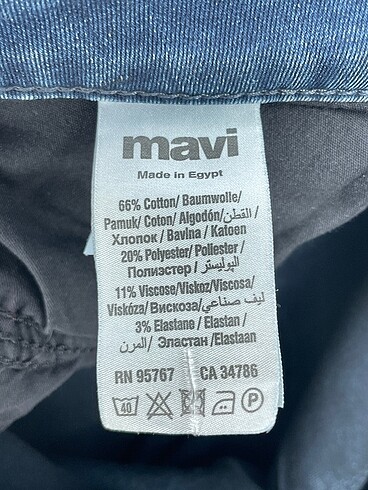 mavi
Made in Egypt
66% Cotton/ Baumwolle/
Pamuk/ Coton/ Algodón/القطن /
Хлопок / Bavlna / Katoen
20% Polyester/ Poliester /
Полиэстер / البوليستر
11% Viscose/Viskoz/Viscosa/
Viskóza/ Вискоза/ ليف صناعي
3% Elastane / Elastan /
المرن / Эластан /Elastaan
RN 95767 CA 34786
40 P